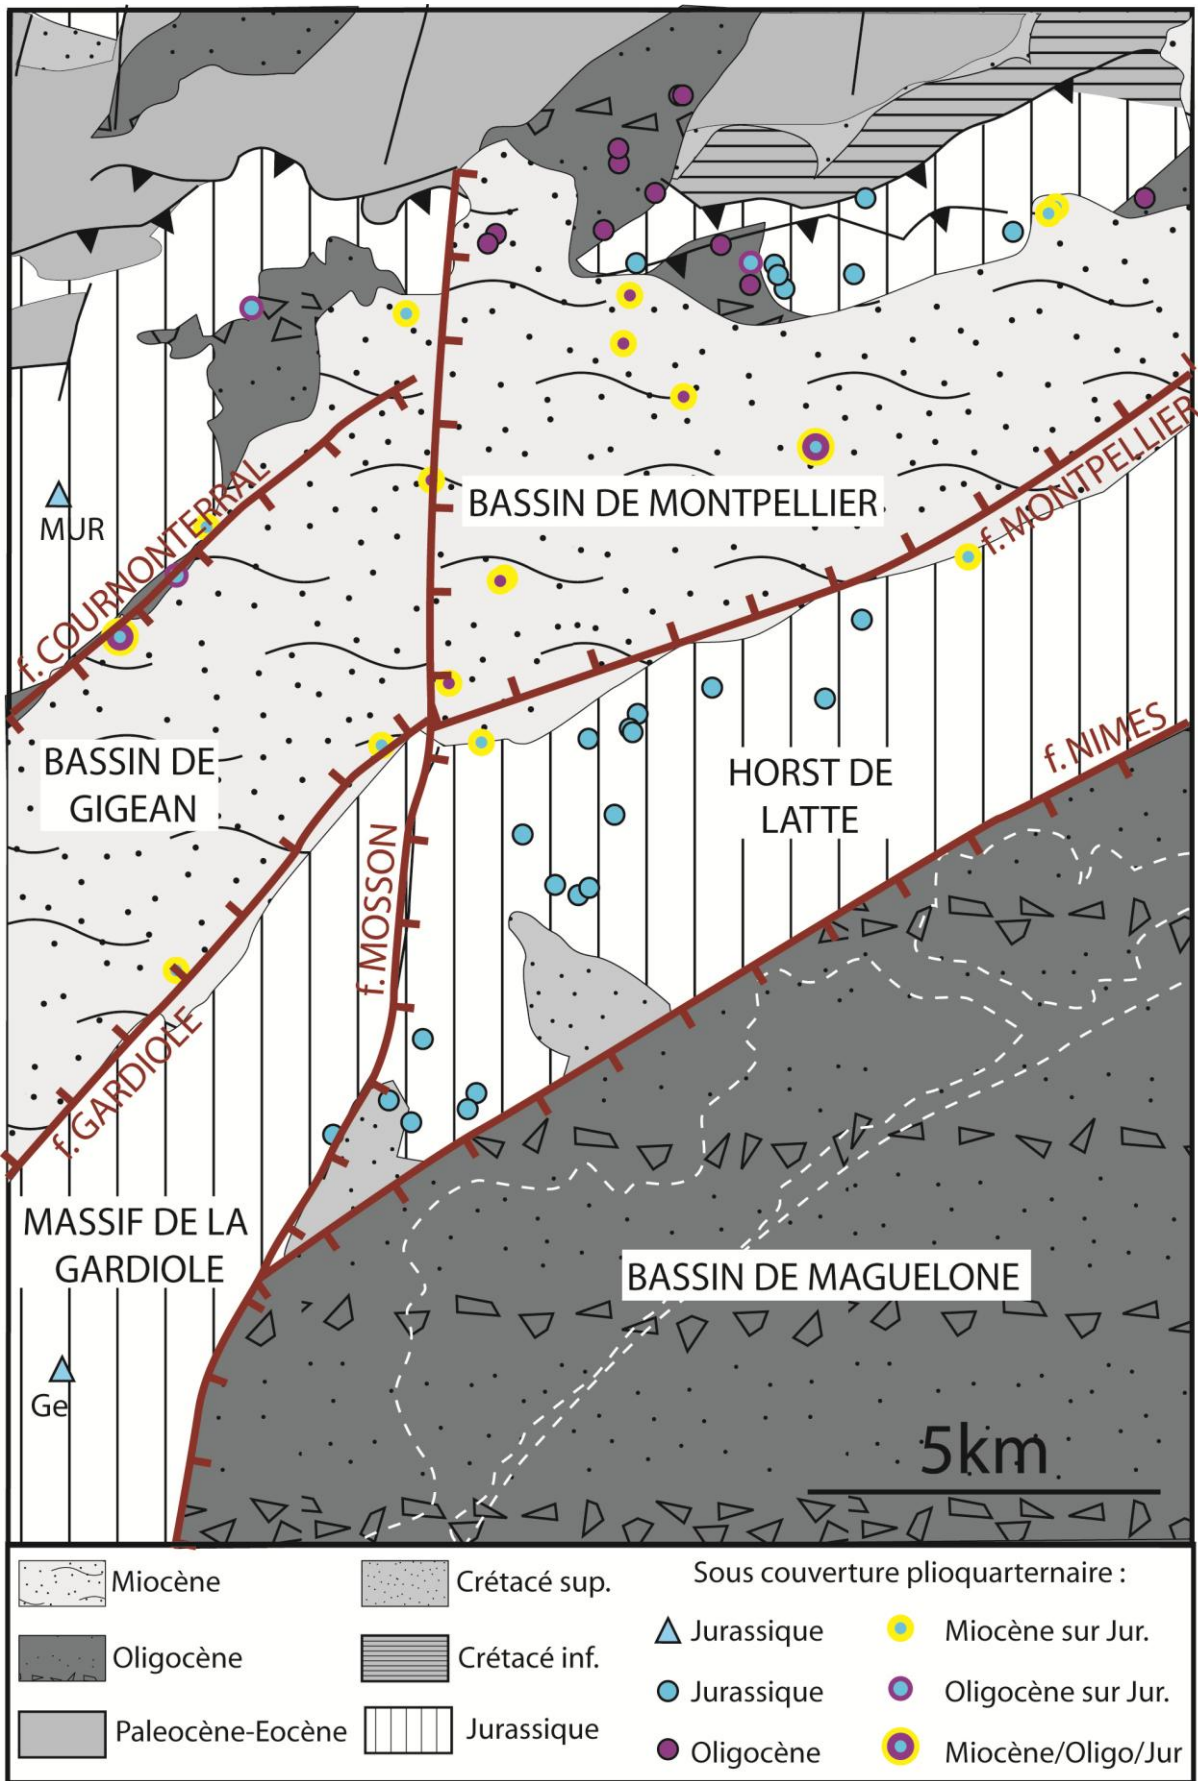 MUR
f. COURNONTERRAL
BASSIN DE MONTPELLIER
f. MONTPELLIER
BASSIN DE
GIGEAN
HORST DE
LATTE
f. NIMES
f. MOSSON
f. GARDIOLE
MASSIF DE LA
GARDIOLE
BASSIN DE MAGUELONE
Ge
5km
Miocène
Oligocène
Paleocène-Eocène
Crétacé sup.
Crétacé inf.
Jurassique
Sous couverture plioquarternaire :
Jurassique
Jurassique
Oligocène
Miocène sur Jur.
Oligocène sur Jur.
Miocène/Oligo/Jur